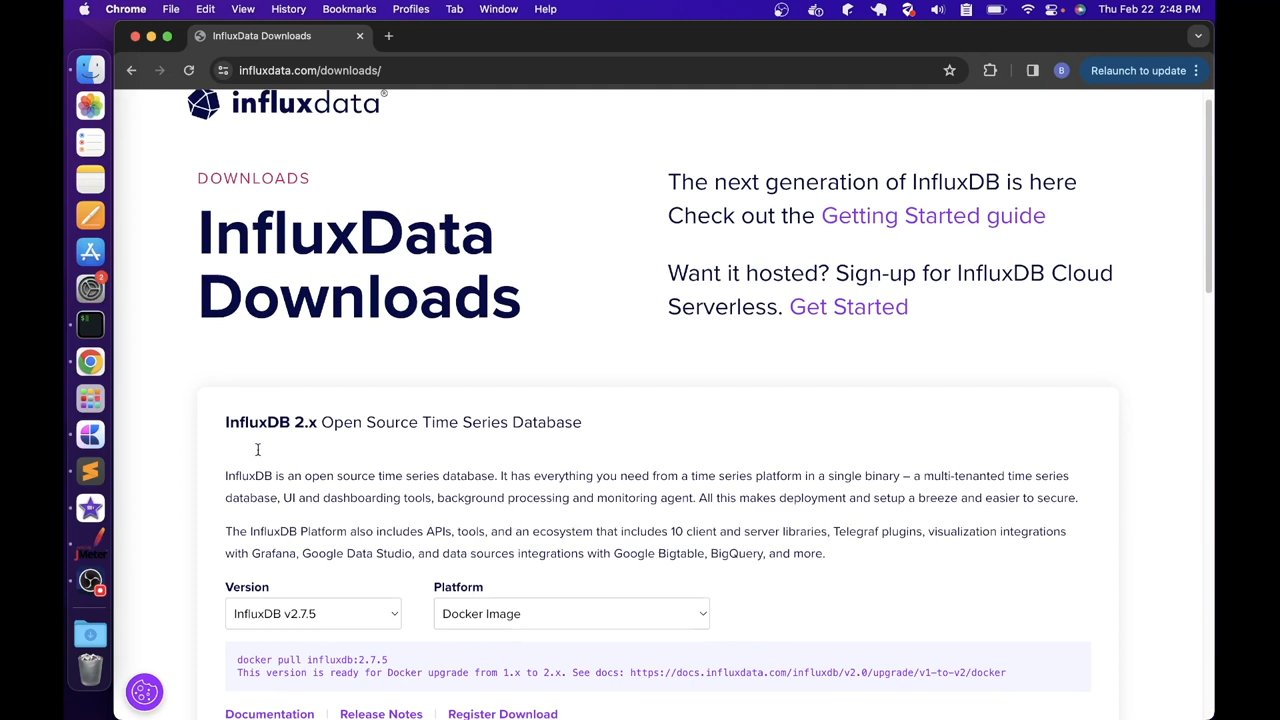 Chrome File Edit View History Bookmarks Profiles Tab Window Help Thu Feb 22 2:48 PM
InfluxData Downloads
influxdata.com/downloads/
B
Relaunch to update
2
influxdata®
DOWNLOADS
InfluxData
Downloads
The next generation of InfluxDB is here
Check out the Getting Started guide
Want it hosted? Sign-up for InfluxDB Cloud
Serverless. Get Started
InfluxDB 2.x Open Source Time Series Database
InfluxDB is an open source time series database. It has everything you need from a time series platform in a single binary – a multi-tenanted time series
database, UI and dashboarding tools, background processing and monitoring agent. All this makes deployment and setup a breeze and easier to secure.
The InfluxDB Platform also includes APIs, tools, and an ecosystem that includes 10 client and server libraries, Telegraf plugins, visualization integrations
with Grafana, Google Data Studio, and data sources integrations with Google Bigtable, BigQuery, and more.
Version Platform
InfluxDB v2.7.5 Docker Image
docker pull influxdb:2.7.5
This version is ready for Docker upgrade from 1.x to 2.x. See docs: https://docs.influxdata.com/influxdb/v2.0/upgrade/v1-to-v2/docker
Documentation Release Notes Register Download
JMeter